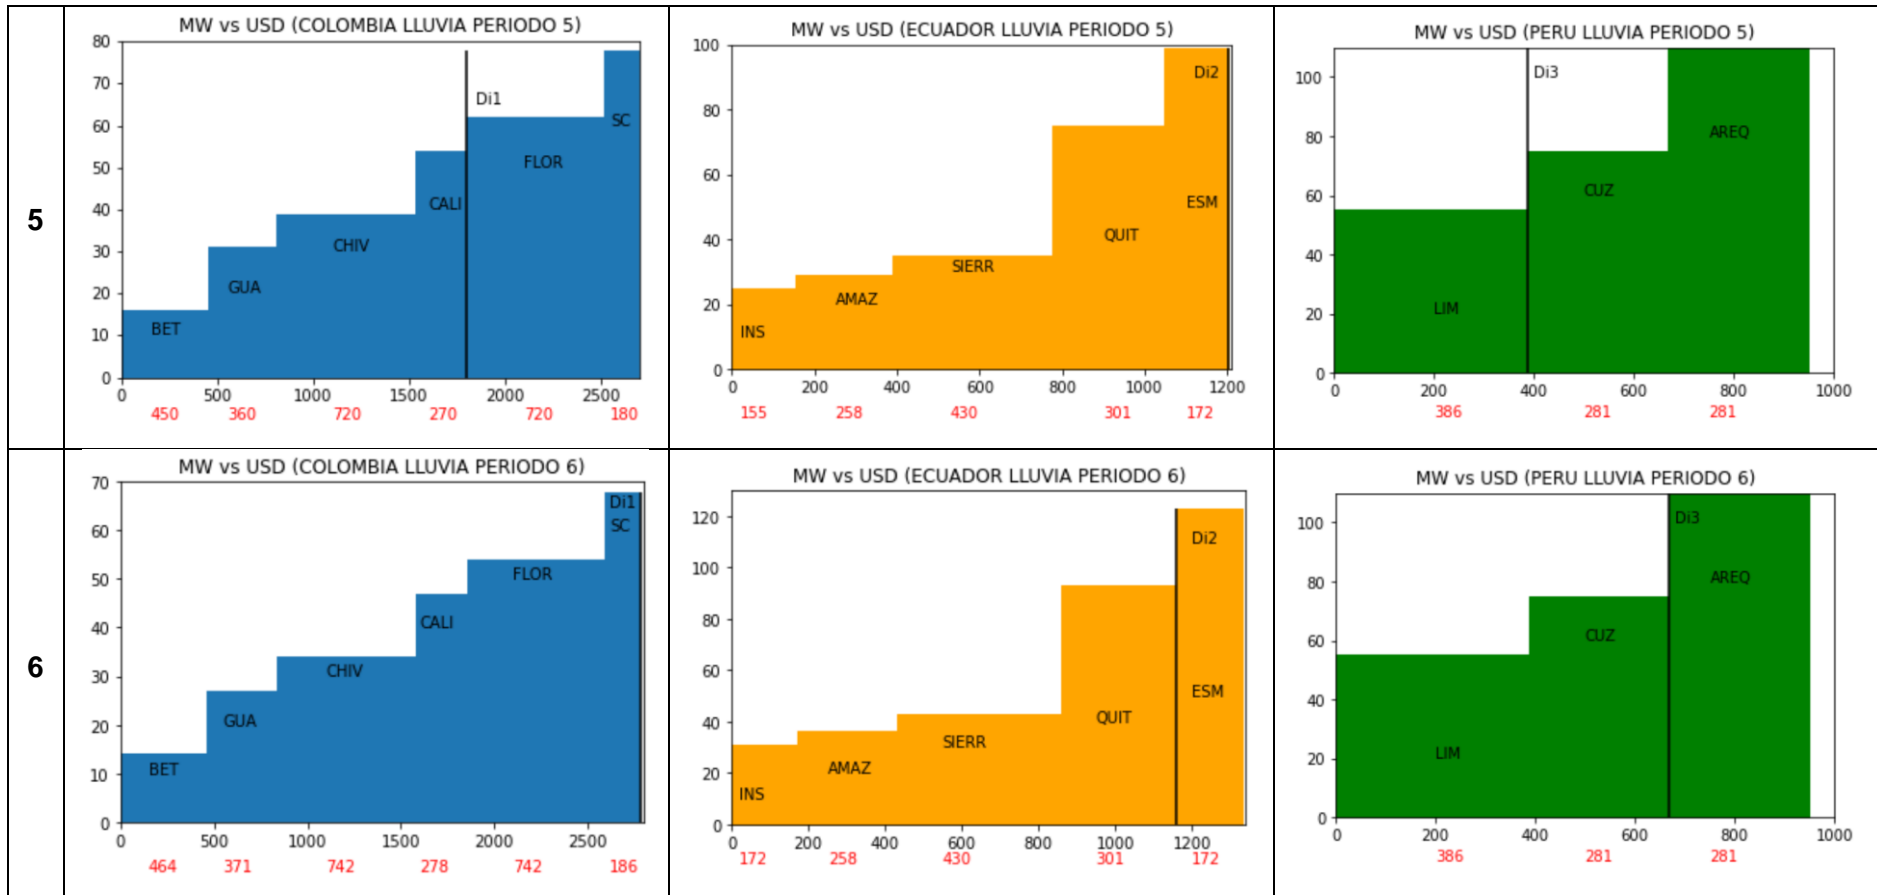 5
MW vs USD (COLOMBIA LLUVIA PERIODO 5)
80
70
60
50
40
30
20
10
0
Di1
SC
FLOR
CALI
CHIV
GUA
BET
0 500 1000 1500 2000 2500
450 360 720 270 720 180
MW vs USD (ECUADOR LLUVIA PERIODO 5)
100
80
60
40
20
0
Di2
ESM
QUIT
SIERR
AMAZ
INS
0 200 400 600 800 1000 1200
155 258 430 301 172
MW vs USD (PERU LLUVIA PERIODO 5)
100
80
60
40
20
0
Di3
AREQ
CUZ
LIM
0 200 400 600 800 1000
386 281 281
6
MW vs USD (COLOMBIA LLUVIA PERIODO 6)
70
60
50
40
30
20
10
0
Di1
SC
FLOR
CALI
CHIV
GUA
BET
0 500 1000 1500 2000 2500
464 371 742 278 742 186
MW vs USD (ECUADOR LLUVIA PERIODO 6)
120
100
80
60
40
20
0
Di2
ESM
QUIT
SIERR
AMAZ
INS
0 200 400 600 800 1000 1200
172 258 430 301 172
MW vs USD (PERU LLUVIA PERIODO 6)
100
80
60
40
20
0
Di3
AREQ
CUZ
LIM
0 200 400 600 800 1000
386 281 281